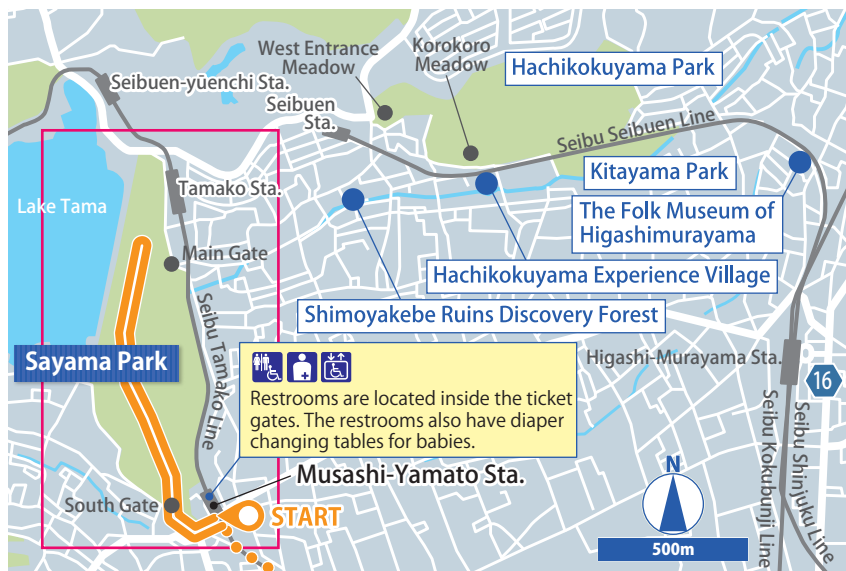 West Entrance
Meadow
Korokoro
Meadow
Hachikokuyama Park
Seibuen-yūenchi Sta.
Seibuen
Sta.
Seibu Seibuen Line
Kitayama Park
Tamako Sta.
Lake Tama
The Folk Museum of
Higashimurayama
Main Gate
Hachikokuyama Experience Village
Seibu Tamako Line
Shimoyakebe Ruins Discovery Forest
Sayama Park
Higashi-Murayama Sta.
16
Restrooms are located inside the ticket
gates. The restrooms also have diaper
changing tables for babies.
Seibu Kokubunji Line
Seibu Shinjuku Line
Musashi-Yamato Sta.
N
South Gate
START
500m